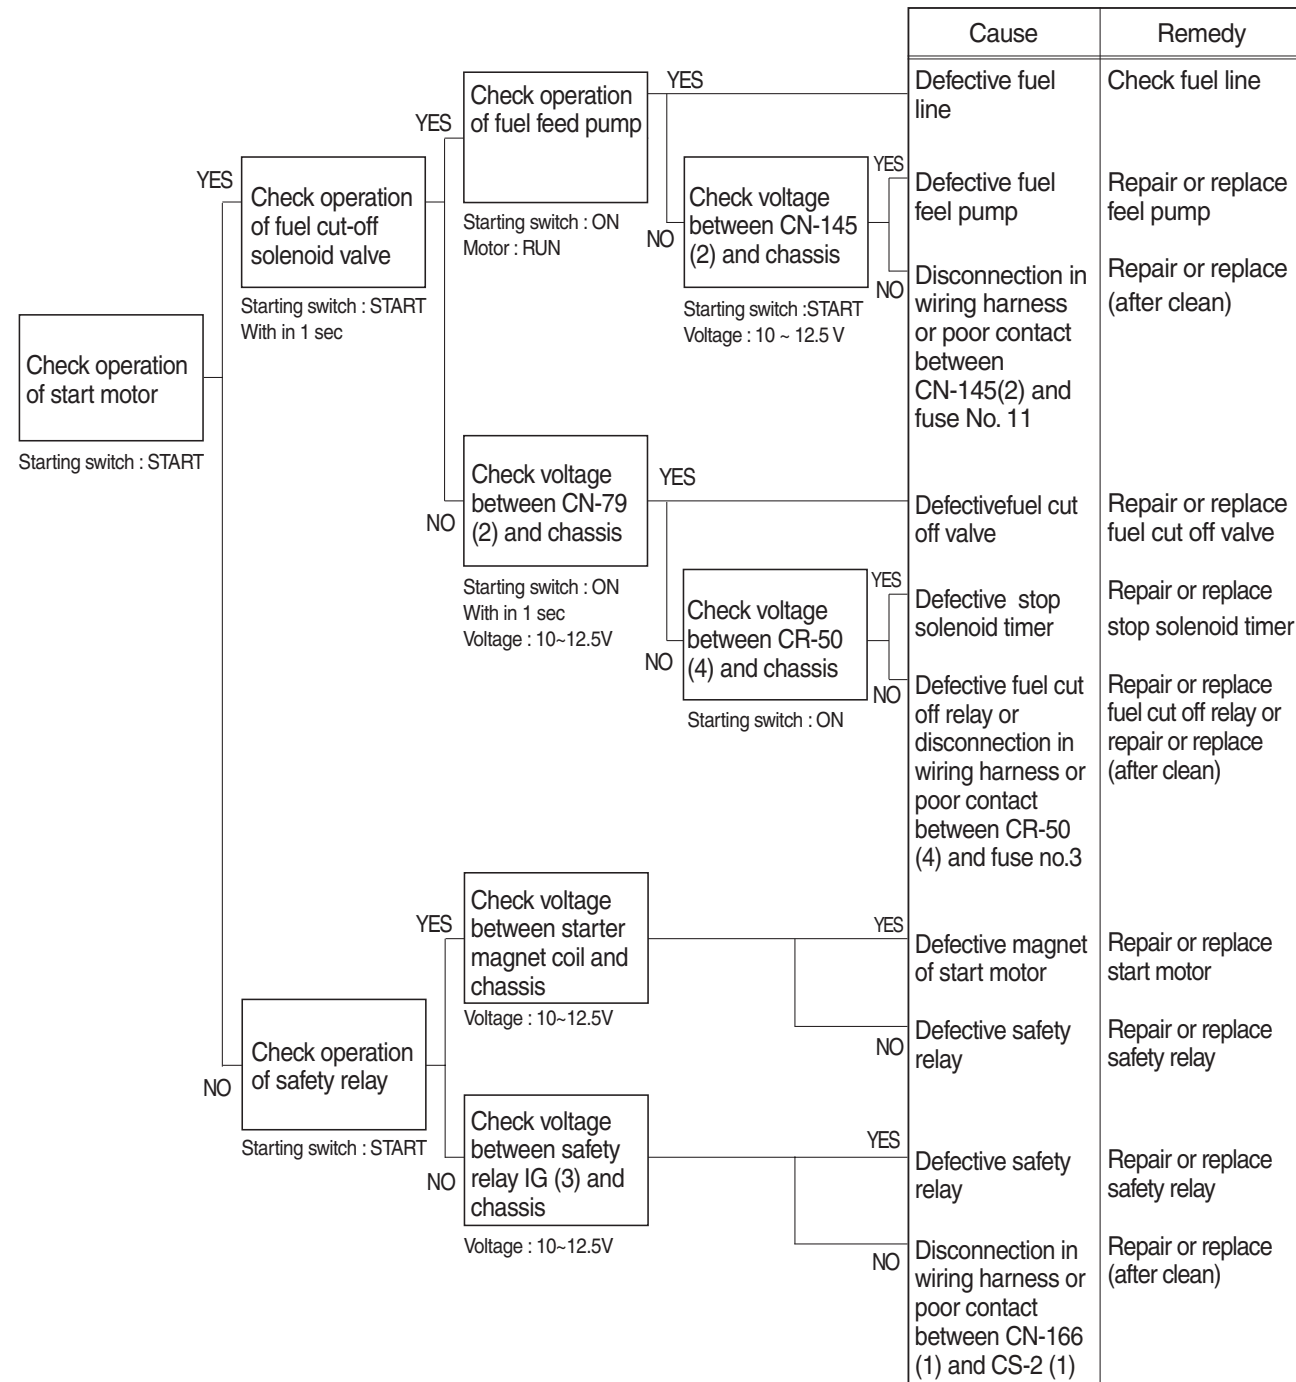 Cause
Remedy
Check operation
of start motor
Starting switch : START
YES
NO
Check operation
of fuel cut-off
solenoid valve
Starting switch : START
With in 1 sec
YES
NO
Check operation
of fuel feed pump
Starting switch : ON
Motor : RUN
YES
NO
Defective fuel
line
Check fuel line
Check voltage
between CN-145
(2) and chassis
Starting switch :START
Voltage : 10 ~ 12.5 V
YES
Defective fuel
feel pump
Repair or replace
feel pump
NO
Disconnection in
wiring harness
or poor contact
between
CN-145(2) and
fuse No. 11
Repair or replace
(after clean)
Check voltage
between CN-79
(2) and chassis
Starting switch : ON
With in 1 sec
Voltage : 10~12.5V
YES
NO
Defectivefuel cut
off valve
Repair or replace
fuel cut off valve
Check voltage
between CR-50
(4) and chassis
Starting switch : ON
YES
Defective stop
solenoid timer
Repair or replace
stop solenoid timer
NO
Defective fuel cut
off relay or
disconnection in
wiring harness or
poor contact
between CR-50
(4) and fuse no.3
Repair or replace
fuel cut off relay or
repair or replace
(after clean)
Check operation
of safety relay
Starting switch : START
YES
NO
Check voltage
between starter
magnet coil and
chassis
Voltage : 10~12.5V
YES
Defective magnet
of start motor
Repair or replace
start motor
NO
Defective safety
relay
Repair or replace
safety relay
Check voltage
between safety
relay IG (3) and
chassis
Voltage : 10~12.5V
YES
Defective safety
relay
Repair or replace
safety relay
NO
Disconnection in
wiring harness or
poor contact
between CN-166
(1) and CS-2 (1)
Repair or replace
(after clean)